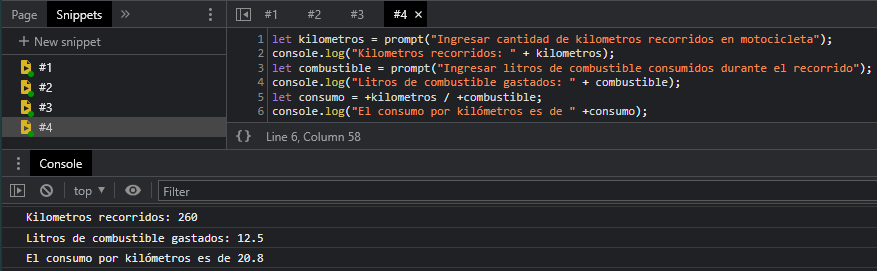 Page Snippets »
+ New snippet
#1
#2
#3
#4
#1 #2 #3 #4 ×
1 let kilometros = prompt("Ingresar cantidad de kilometros recorridos en motocicleta");
2 console.log("Kilometros recorridos: " + kilometros);
3 let combustible = prompt("Ingresar litros de combustible consumidos durante el recorrido");
4 console.log("Litros de combustible gastados: " + combustible);
5 let consumo = +kilometros / +combustible;
6 console.log("El consumo por kilómetros es de " +consumo);
{} Line 6, Column 58
Console
top ▼ Filter
Kilometros recorridos: 260
Litros de combustible gastados: 12.5
El consumo por kilómetros es de 20.8